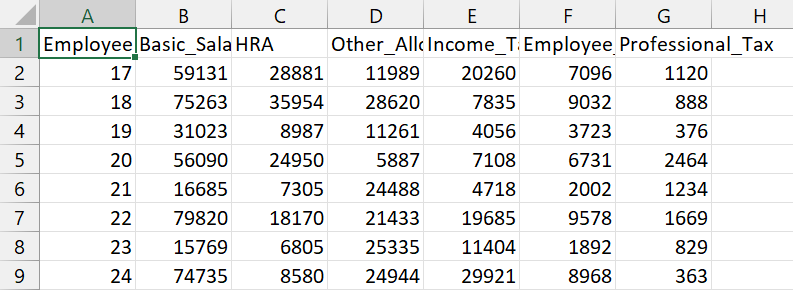 A B C D E F G H
1 Employee Basic_Sala HRA Other_Allo Income_Ta Employee_ Professional_Tax
2 17 59131 28881 11989 20260 7096 1120
3 18 75263 35954 28620 7835 9032 888
4 19 31023 8987 11261 4056 3723 376
5 20 56090 24950 5887 7108 6731 2464
6 21 16685 7305 24488 4718 2002 1234
7 22 79820 18170 21433 19685 9578 1669
8 23 15769 6805 25335 11404 1892 829
9 24 74735 8580 24944 29921 8968 363